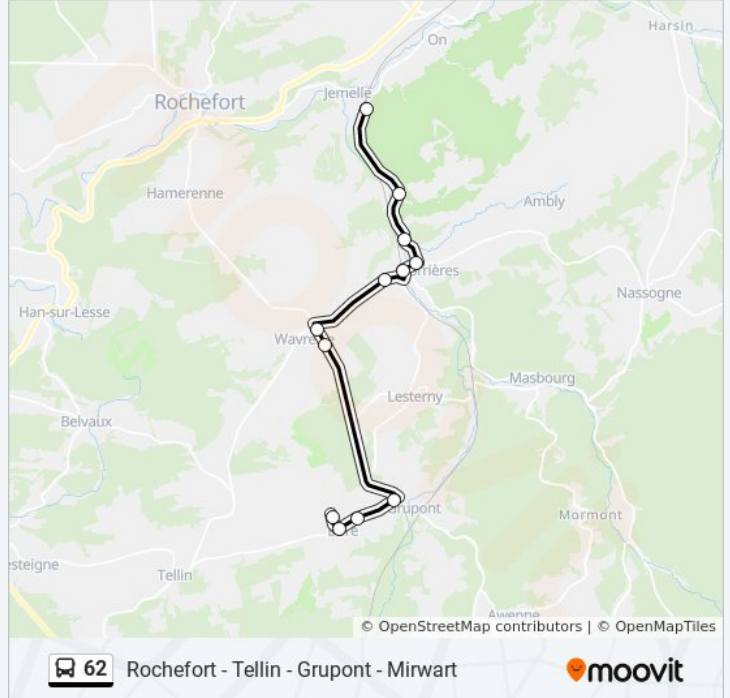 Harsin
On
Jemelle
Rochefort
Hamerenne
Ambly
rrières
Nassogne
Han-sur-Lesse
Wavre
Masbourg
Lesterny
Belvaux
Grupont
Mormont
esteigne
Tellin
Awenne
© OpenStreetMap contributors | © OpenMapTiles
62 Rochefort - Tellin - Grupont - Mirwart
moovit